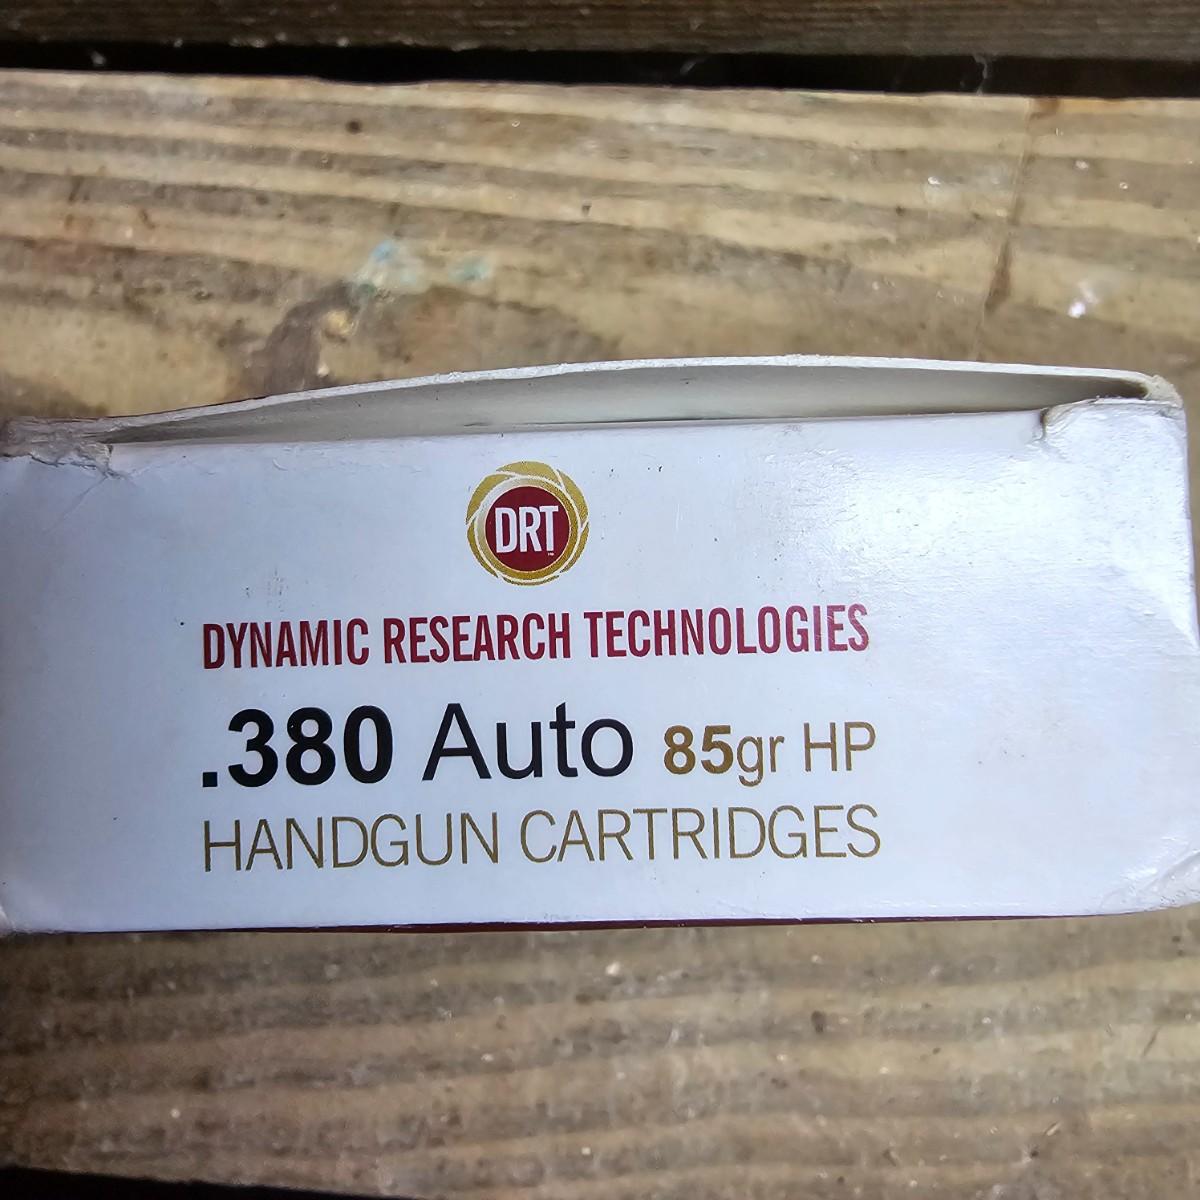 DRT
DYNAMIC RESEARCH TECHNOLOGIES
.380 Auto 85gr HP
HANDGUN CARTRIDGES